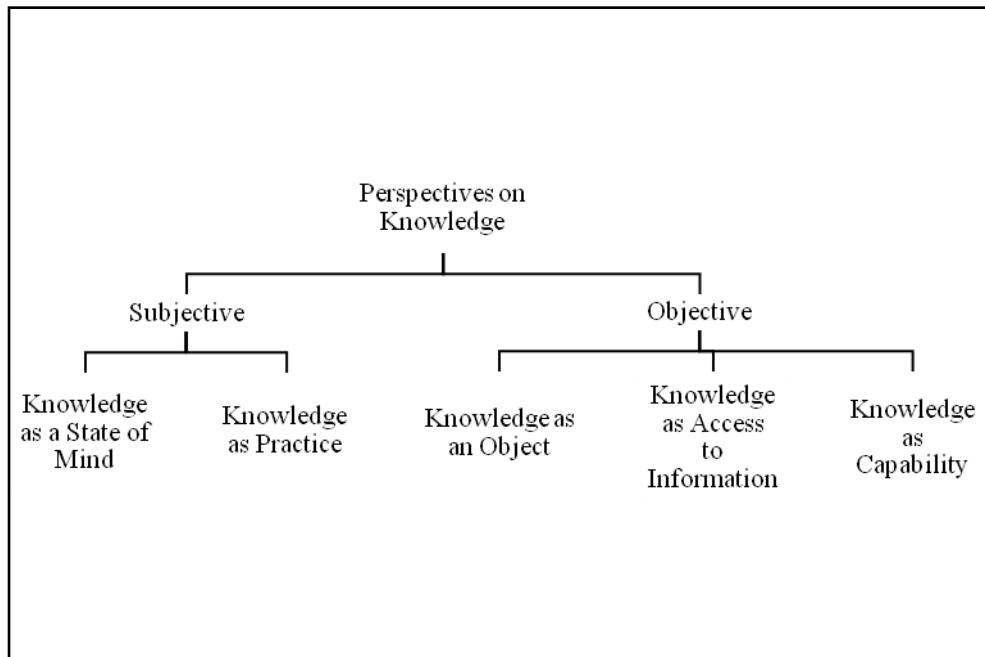 Perspectives on
Knowledge
Subjective
Objective
Knowledge
as a State of
Mind
Knowledge
as Practice
Knowledge as
an Object
Knowledge
as Access
to
Information
Knowledge
as
Capability